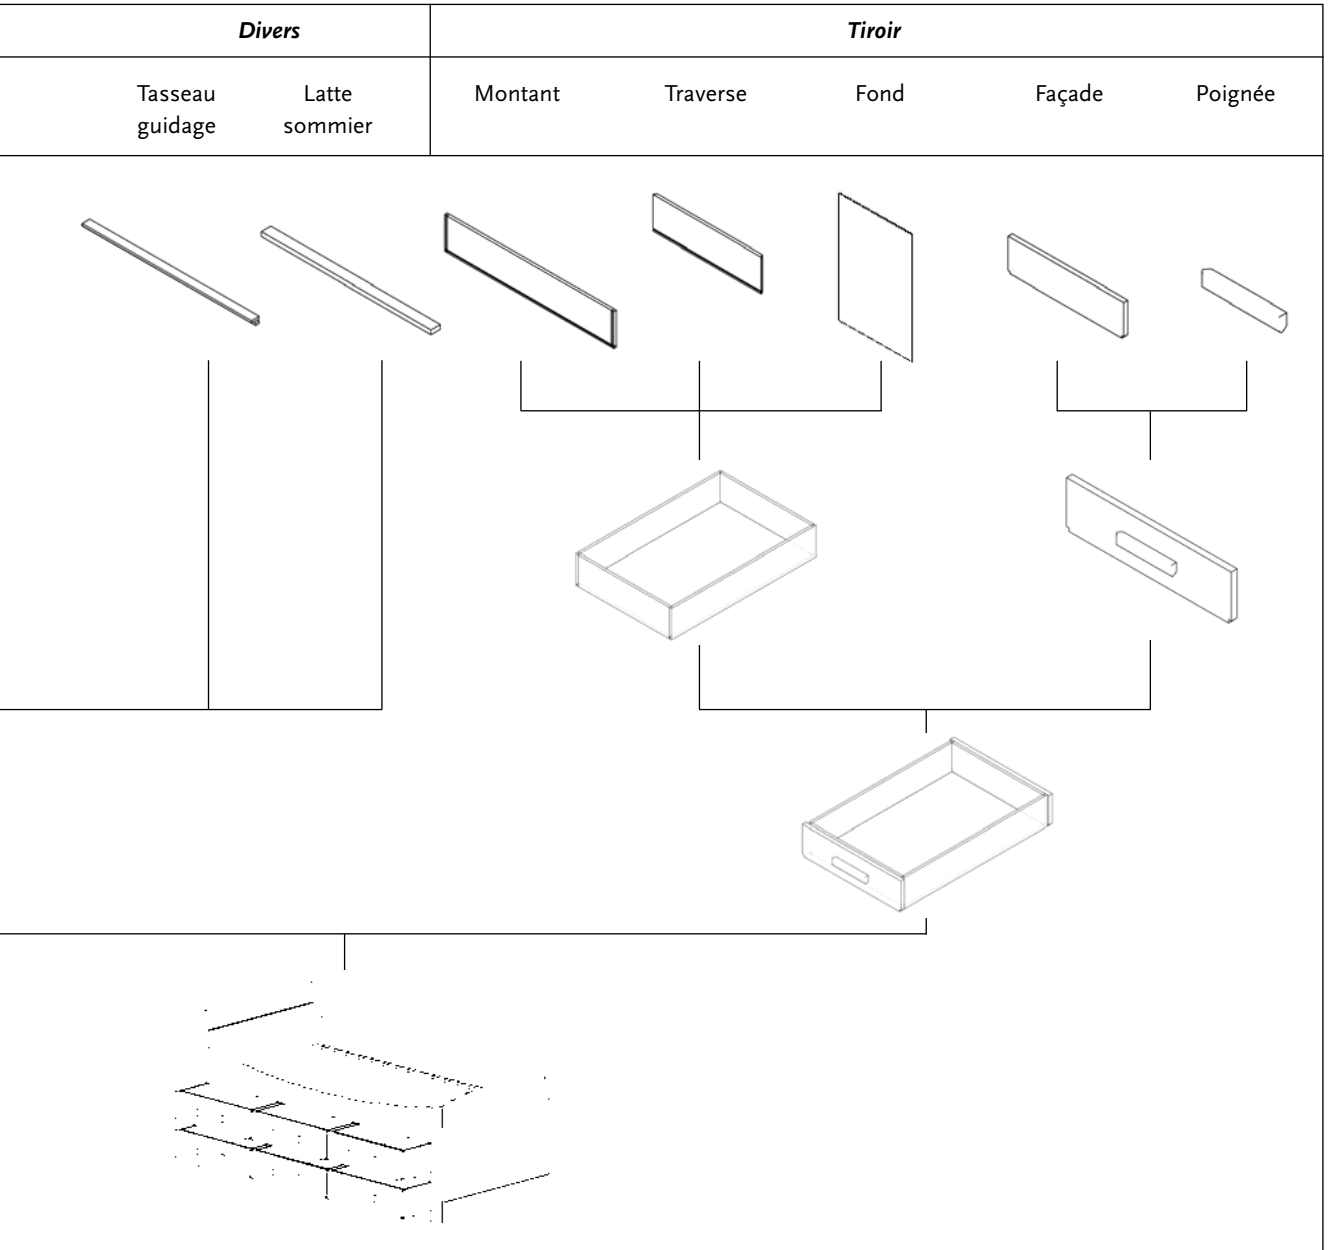 Divers
Tiroir
Tasseau
guidage
Latte
sommier
Montant
Traverse
Fond
Façade
Poignée